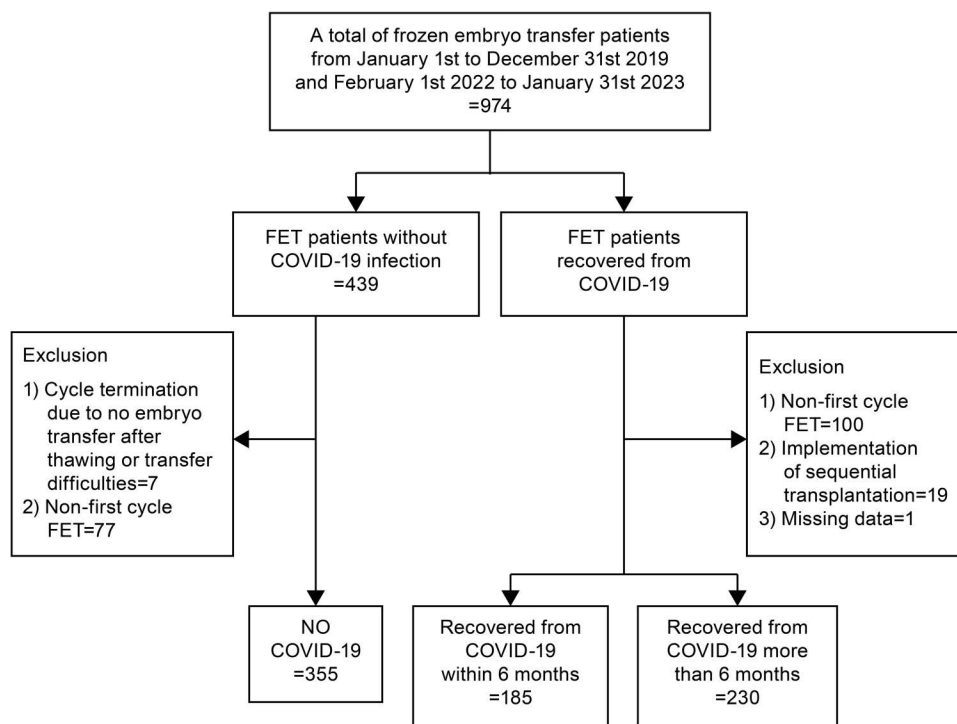 A total of frozen embryo transfer patients
from January 1st to December 31st 2019
and February 1st 2022 to January 31st 2023
=974
FET patients without
COVID-19 infection
=439
FET patients
recovered from
COVID-19
Exclusion
1) Cycle termination
due to no embryo
transfer after
thawing or transfer
difficulties=7
2) Non-first cycle
FET=77
Exclusion
1) Non-first cycle
FET=100
2) Implementation
of sequential
transplantation=19
3) Missing data=1
NO
COVID-19
=355
Recovered from
COVID-19
within 6 months
=185
Recovered from
COVID-19 more
than 6 months
=230